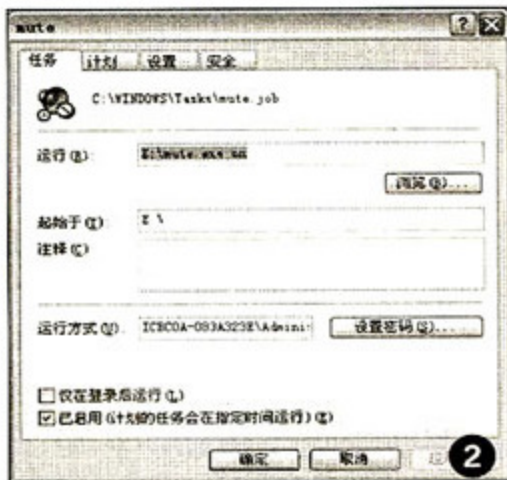 mute
任务 计划 设置 安全
C:\WINDOWS\Tasks\mute.job
运行(R):
浏览(B)...
起始于(T):
注释(C)
运行方式(U): \Admini
设置密码(S)...
仅在登录后运行(L)
已启用(计划的任务会在指定时间运行)(E)
确定 取消
2